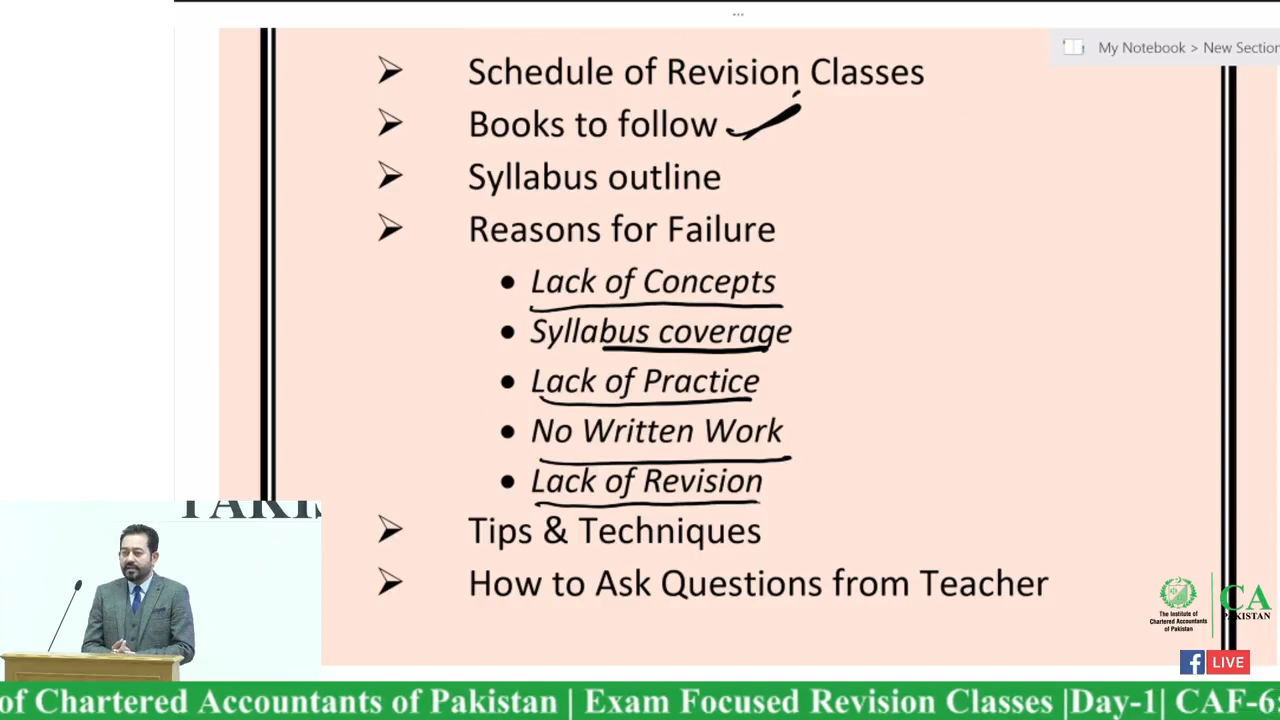 ...
My Notebook > New Section
Schedule of Revision Classes
Books to follow
Syllabus outline
Reasons for Failure
Lack of Concepts
Syllabus coverage
Lack of Practice
No Written Work
Lack of Revision
Tips & Techniques
How to Ask Questions from Teacher
The Institute of
Chartered Accountants
of Pakistan
CA
PAKISTAN
LIVE
of Chartered Accountants of Pakistan | Exam Focused Revision Classes |Day-1| CAF-6